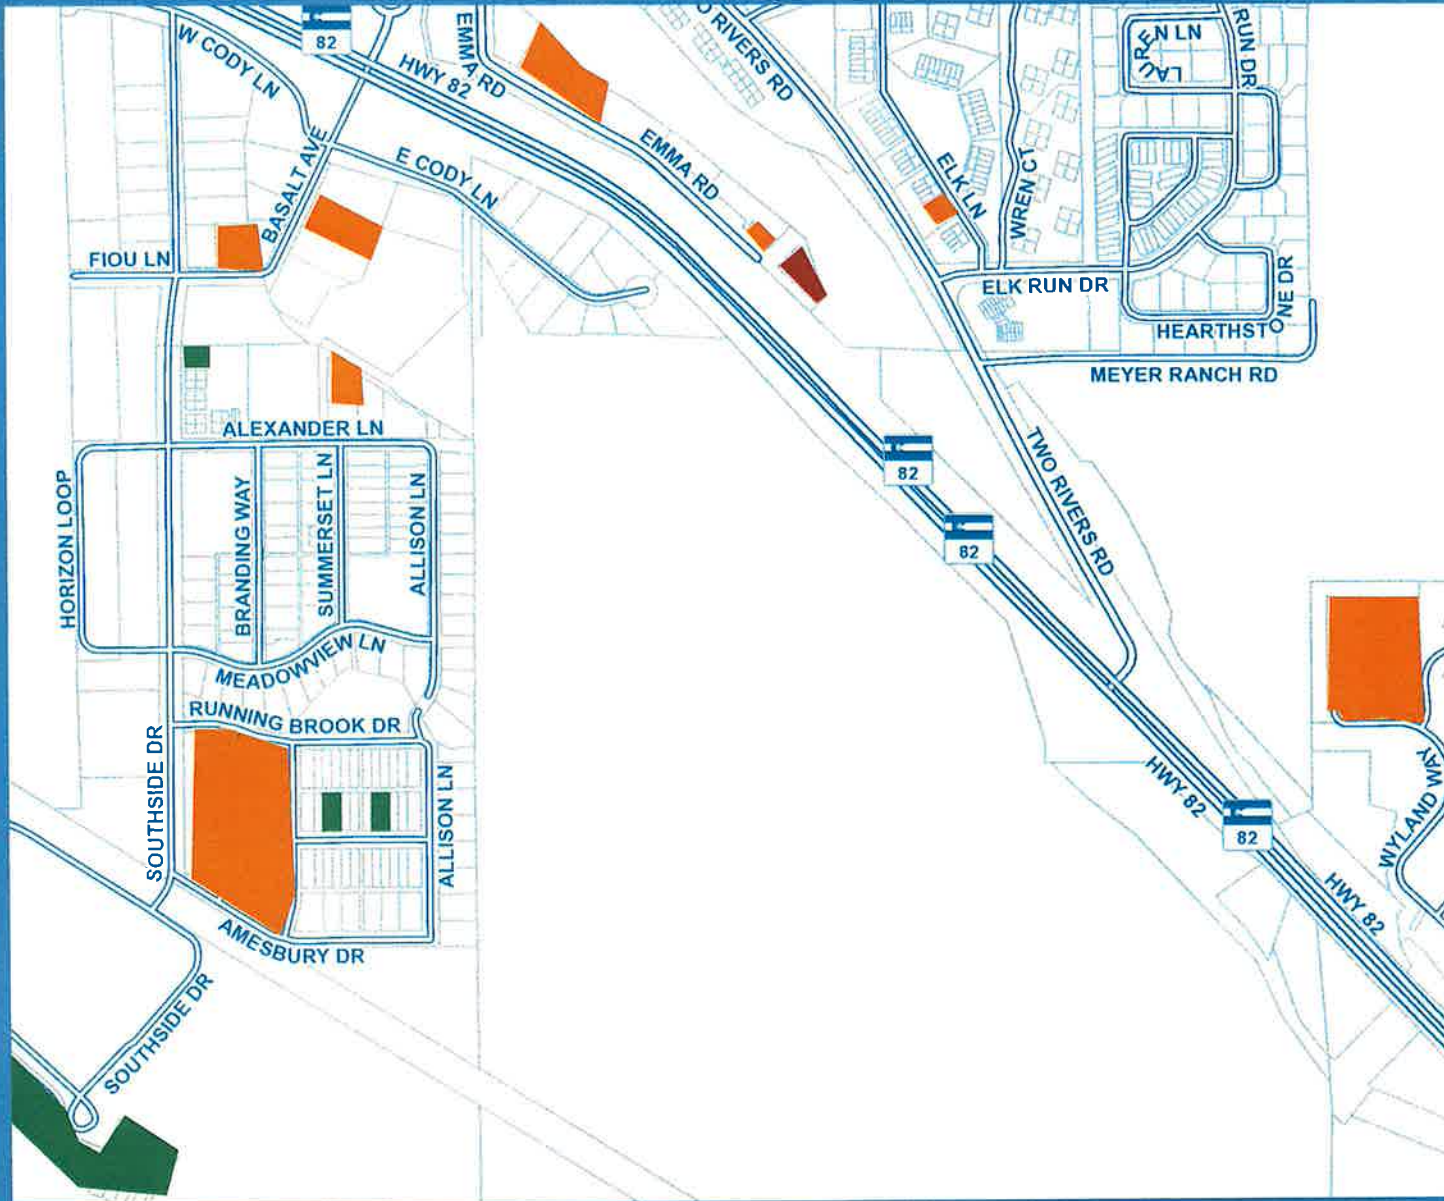 82
W CODY LN
HWY 82
EMMA RD
O RIVERS RD
LAUREN LN
RUN DR
BASALT AVE
E CODY LN
EMMA RD
ELK LN
WREN CT
FIOU LN
ELK RUN DR
HEARTHSTONE DR
MEYER RANCH RD
ALEXANDER LN
HORIZON LOOP
BRANDING WAY
SUMMERSET LN
ALLISON LN
82
82
TWO RIVERS RD
MEADOWVIEW LN
RUNNING BROOK DR
SOUTHSIDE DR
ALLISON LN
HWY 82
82
WYLAND WAY
HWY 82
AMESBURY DR
SOUTHSIDE DR